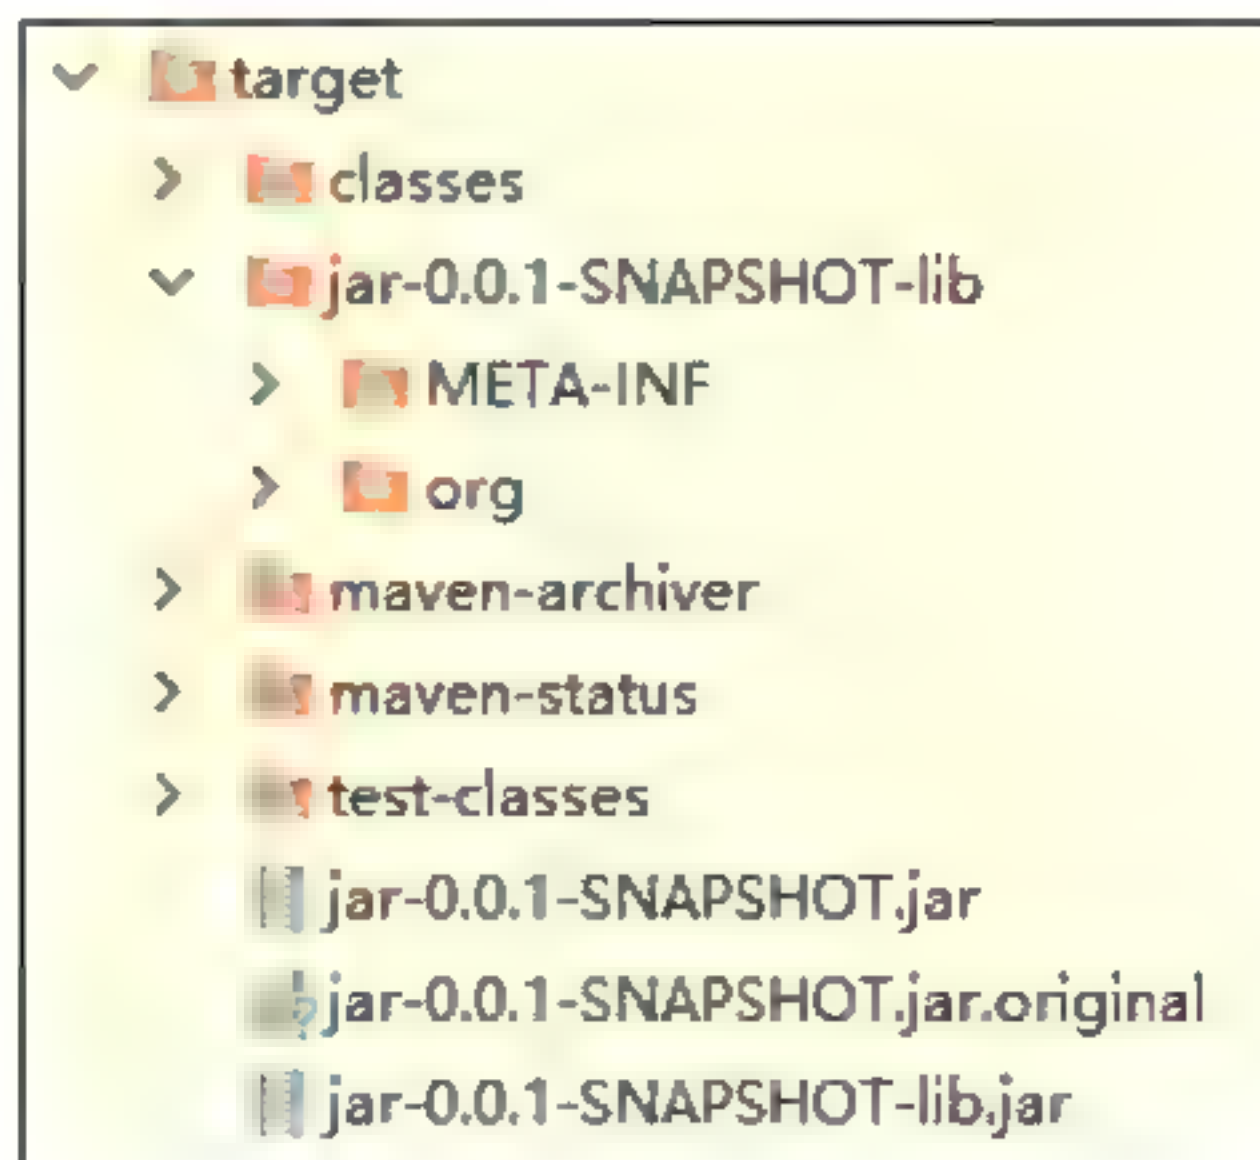 target
classes
jar-0.0.1-SNAPSHOT-lib
META-INF
org
maven-archiver
maven-status
test-classes
jar-0.0.1-SNAPSHOT.jar
jar-0.0.1-SNAPSHOT.jar.original
jar-0.0.1-SNAPSHOT-lib.jar